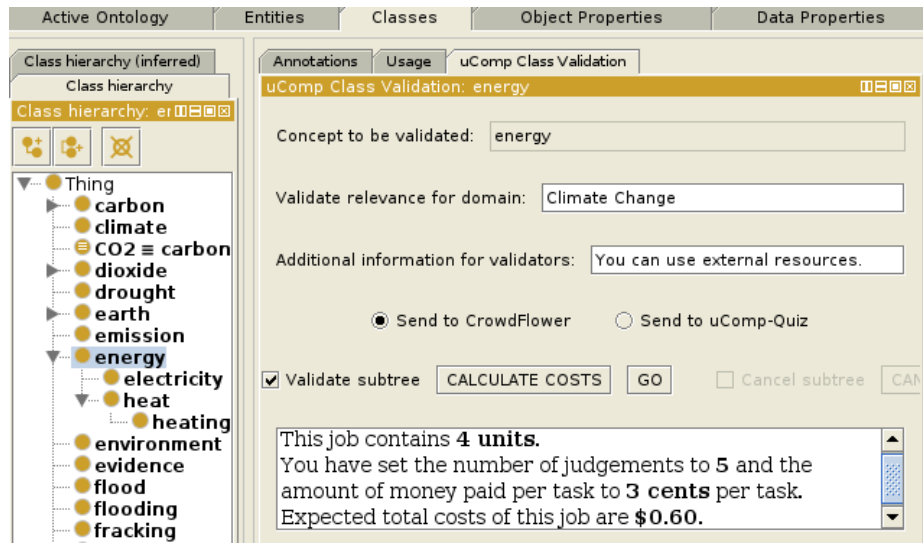 Active Ontology Entities Classes Object Properties Data Properties
Class hierarchy (inferred)
Class hierarchy
Class hierarchy: er
Thing
carbon
climate
CO2 ≡ carbon
dioxide
drought
earth
emission
energy
electricity
heat
heating
environment
evidence
flood
flooding
fracking
Annotations Usage uComp Class Validation
uComp Class Validation: energy
Concept to be validated: energy
Validate relevance for domain: Climate Change
Additional information for validators: You can use external resources.
Send to CrowdFlower Send to uComp-Quiz
Validate subtree CALCULATE COSTS GO Cancel subtree CAN
This job contains 4 units.
You have set the number of judgements to 5 and the
amount of money paid per task to 3 cents per task.
Expected total costs of this job are $0.60.